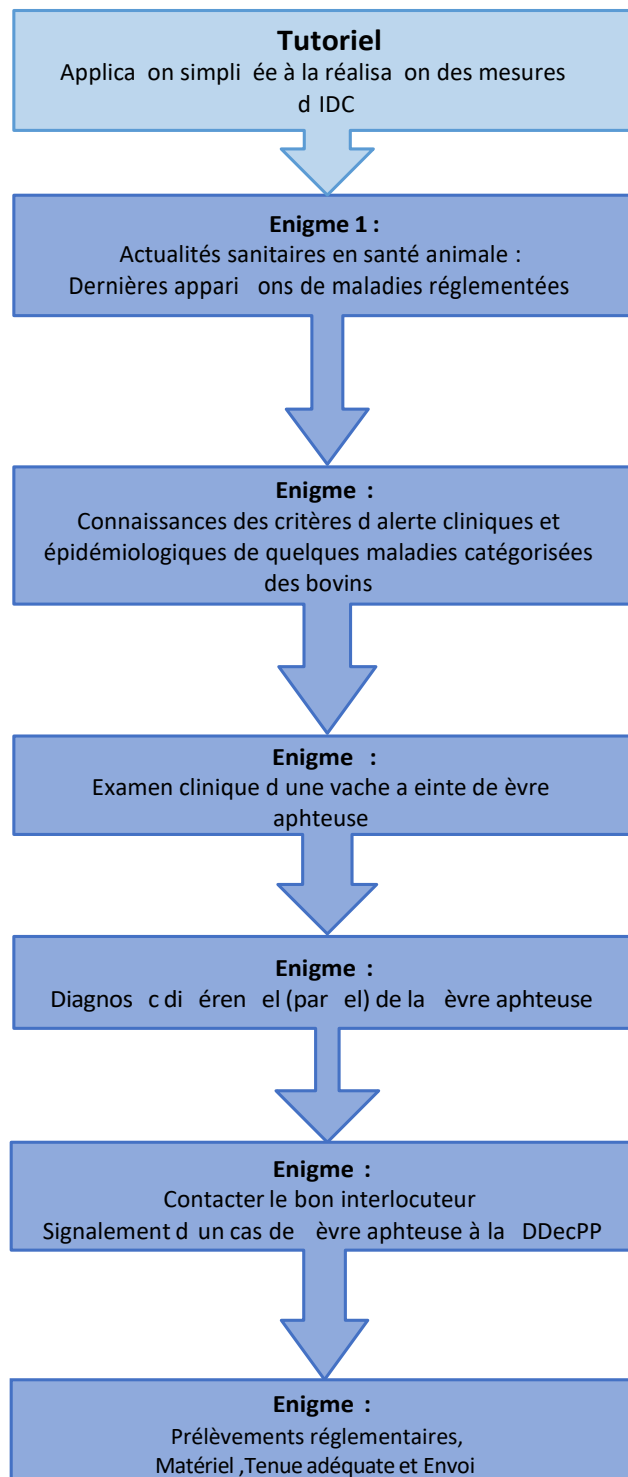 Tutoriel
Applica on simpli ée à la réalisa on des mesures
d IDC
Enigme 1 :
Actualités sanitaires en santé animale :
Dernières appari ons de maladies réglementées
Enigme :
Connaissances des critères d alerte cliniques et
épidémiologiques de quelques maladies catégorisées
des bovins
Enigme :
Examen clinique d une vache a einte de èvre
aphteuse
Enigme :
Diagnos c di éren el (par el) de la èvre aphteuse
Enigme :
Contacter le bon interlocuteur
Signalement d un cas de èvre aphteuse à la DDecPP
Enigme :
Prélèvements réglementaires,
Matériel ,Tenue adéquate et Envoi